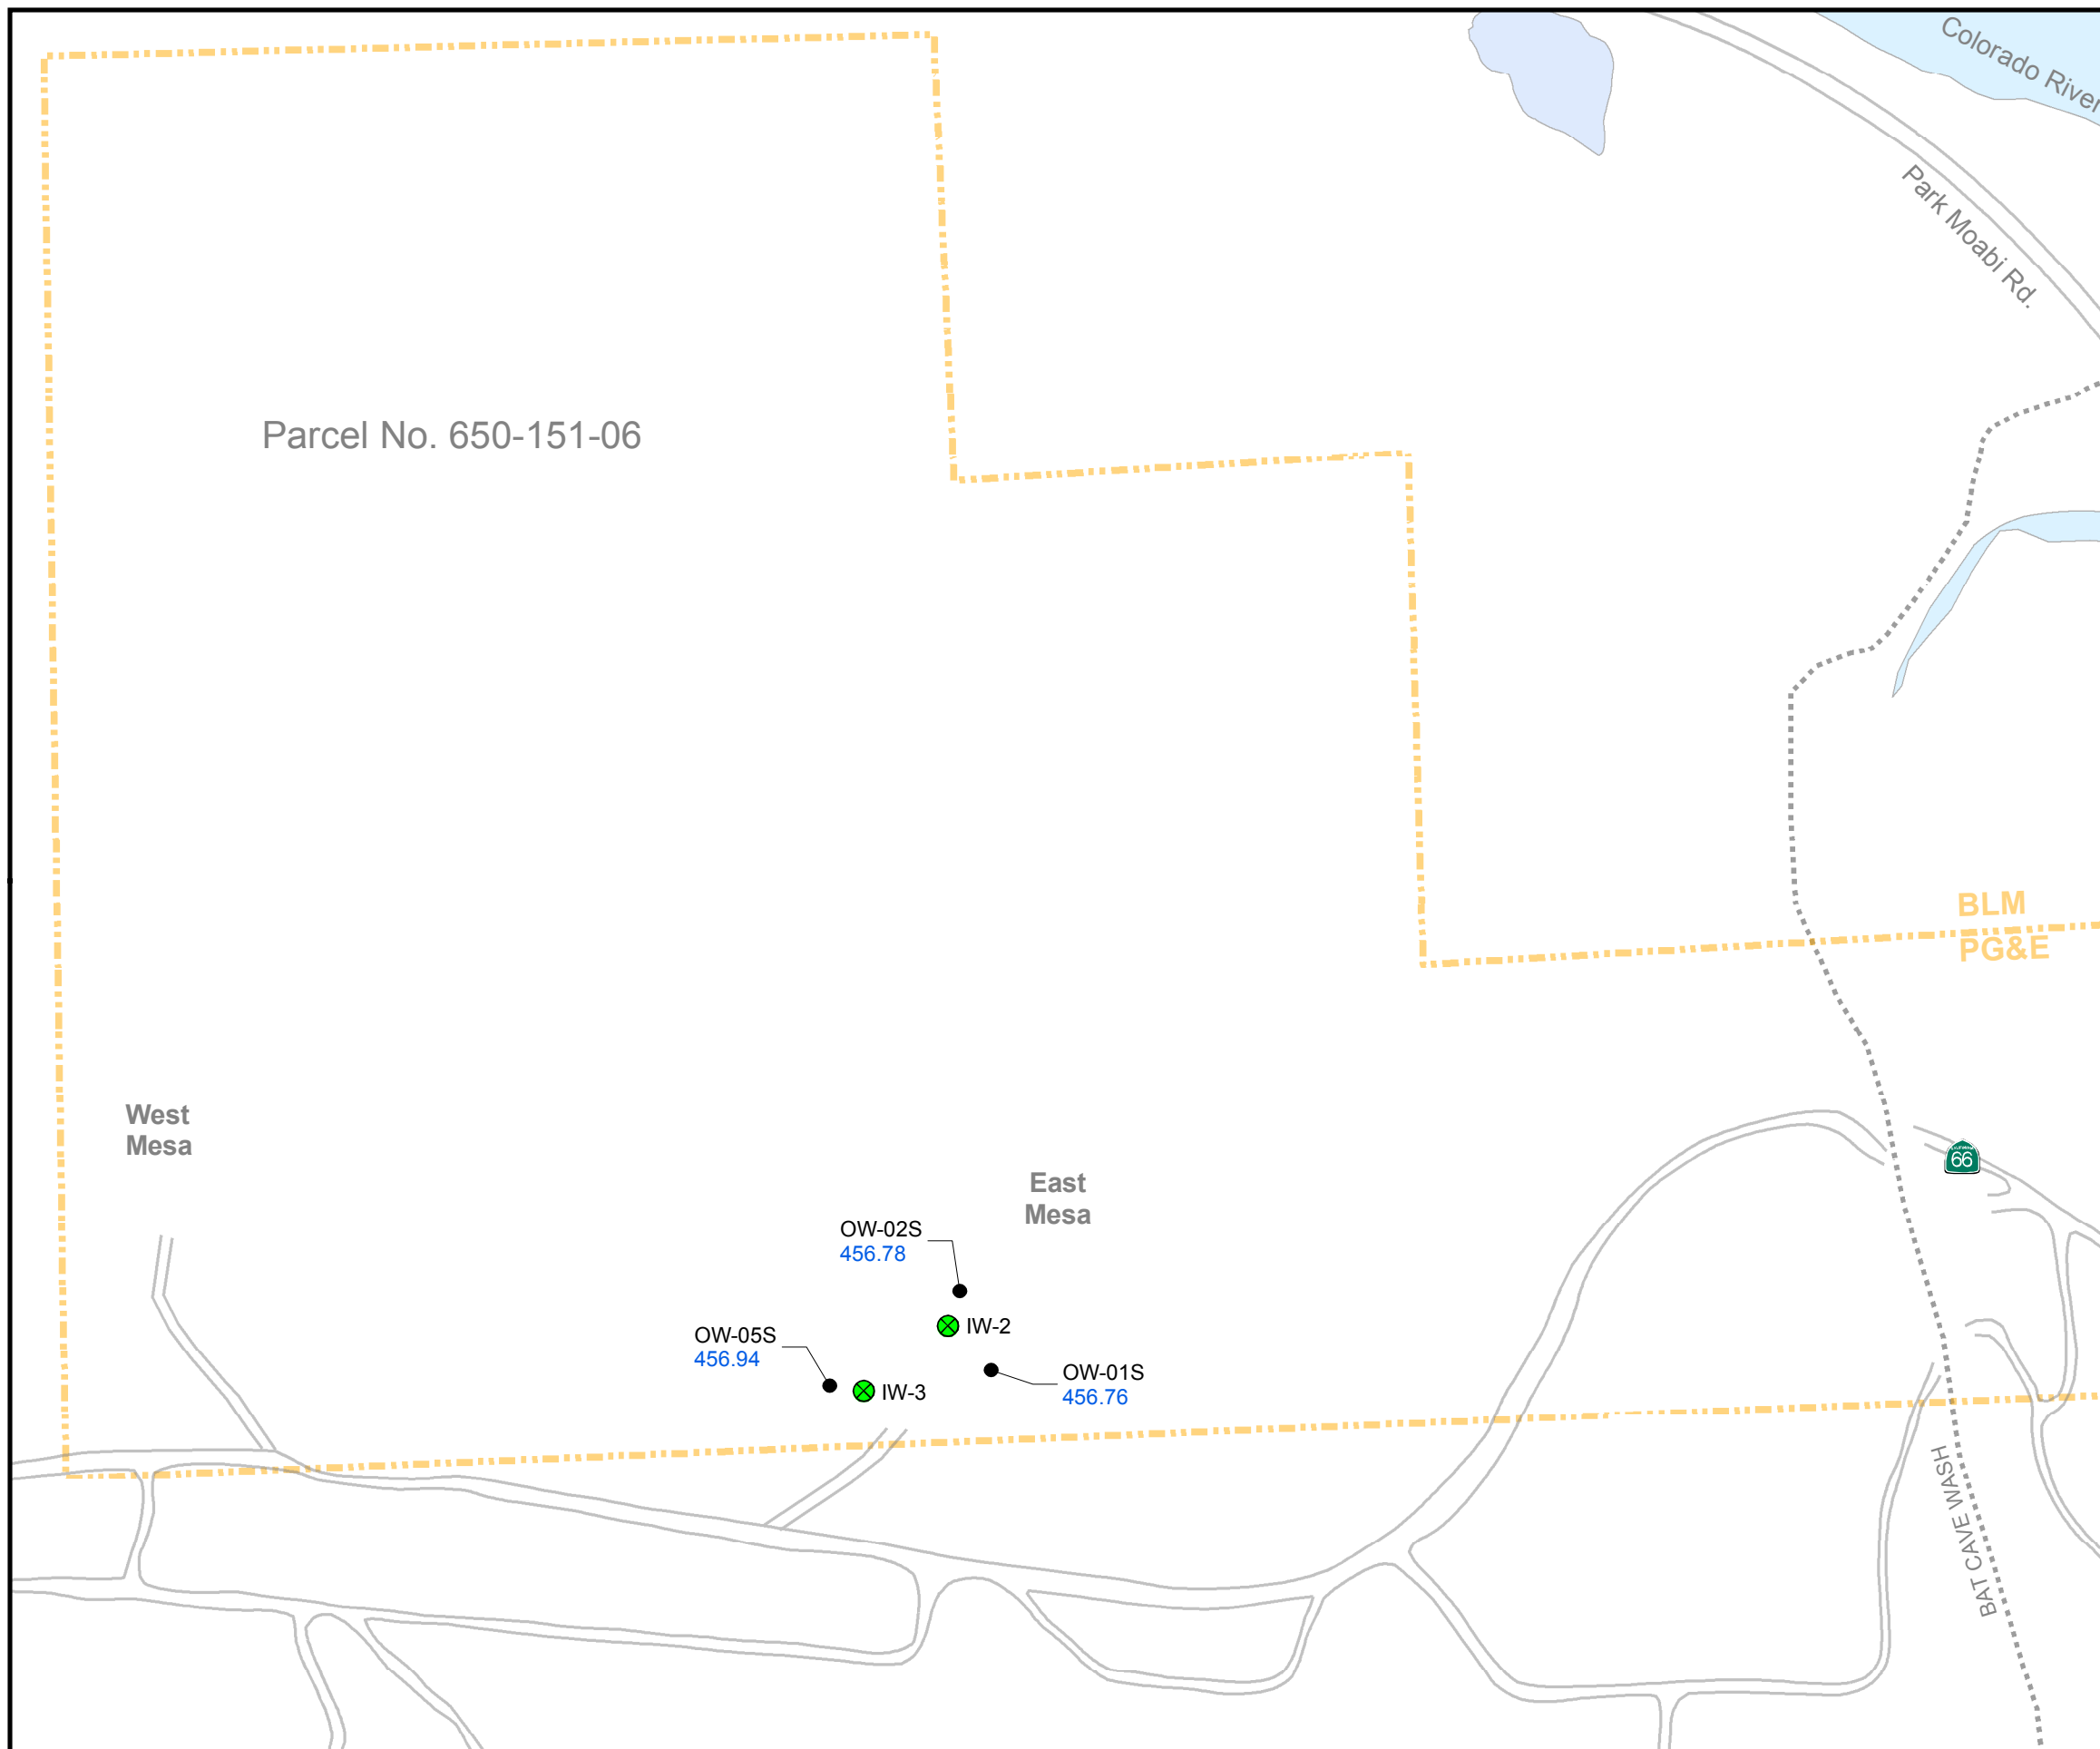 Colorado River
Park Moabi Rd.
Parcel No. 650-151-06
BLM
PG&E
West
Mesa
66
East
Mesa
OW-02S
456.78
IW-2
OW-05S
456.94
IW-3
OW-01S
456.76
BAT CAVE WASH